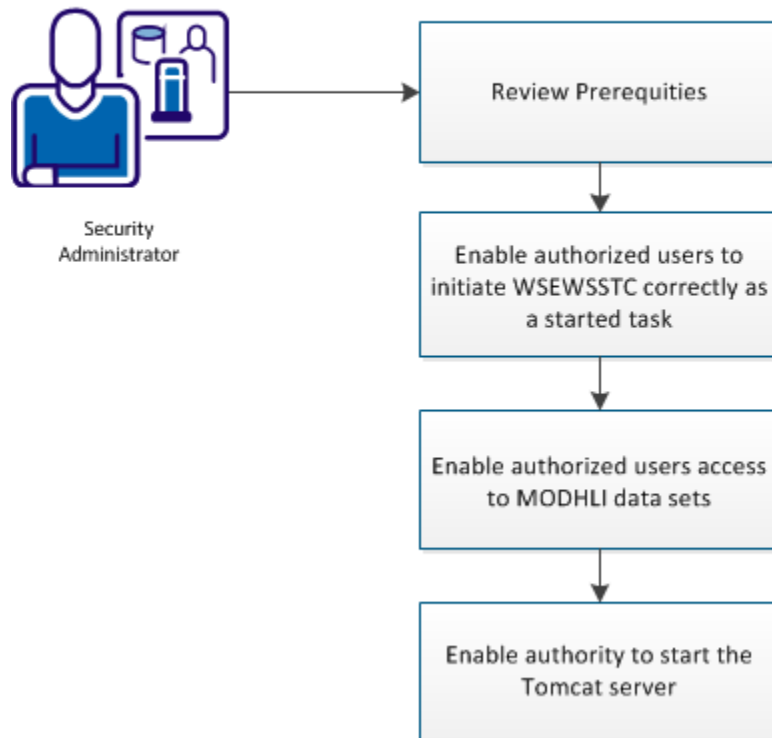 Security
Administrator
Review Prerequities
Enable authorized users to
initiate WSEWSSTC correctly as
a started task
Enable authorized users access
to MODHLI data sets
Enable authority to start the
Tomcat server